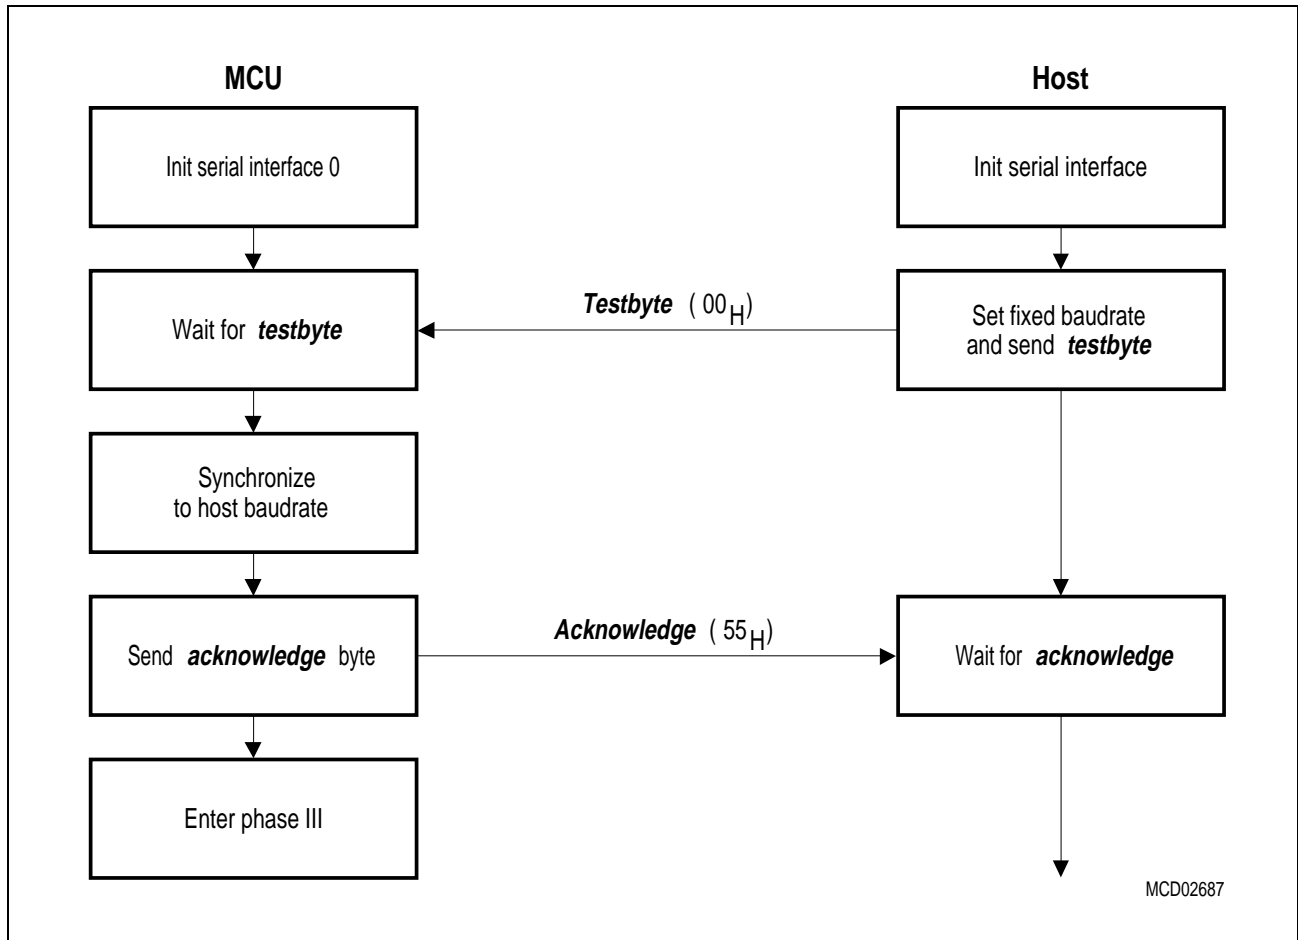 MCU
Host
Init serial interface 0
Init serial interface
Testbyte ( 00H)
Wait for testbyte
Set fixed baudrate
and send testbyte
Synchronize
to host baudrate
Acknowledge ( 55H)
Send acknowledge byte
Wait for acknowledge
Enter phase III
MCD02687